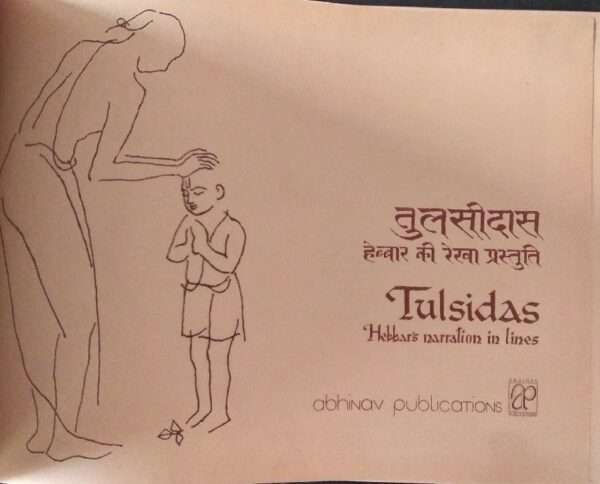 तुलसीदास
हेब्बार की रेखा प्रस्तुति
Tulsidas
Hebbar's narration in lines
abhinav publications